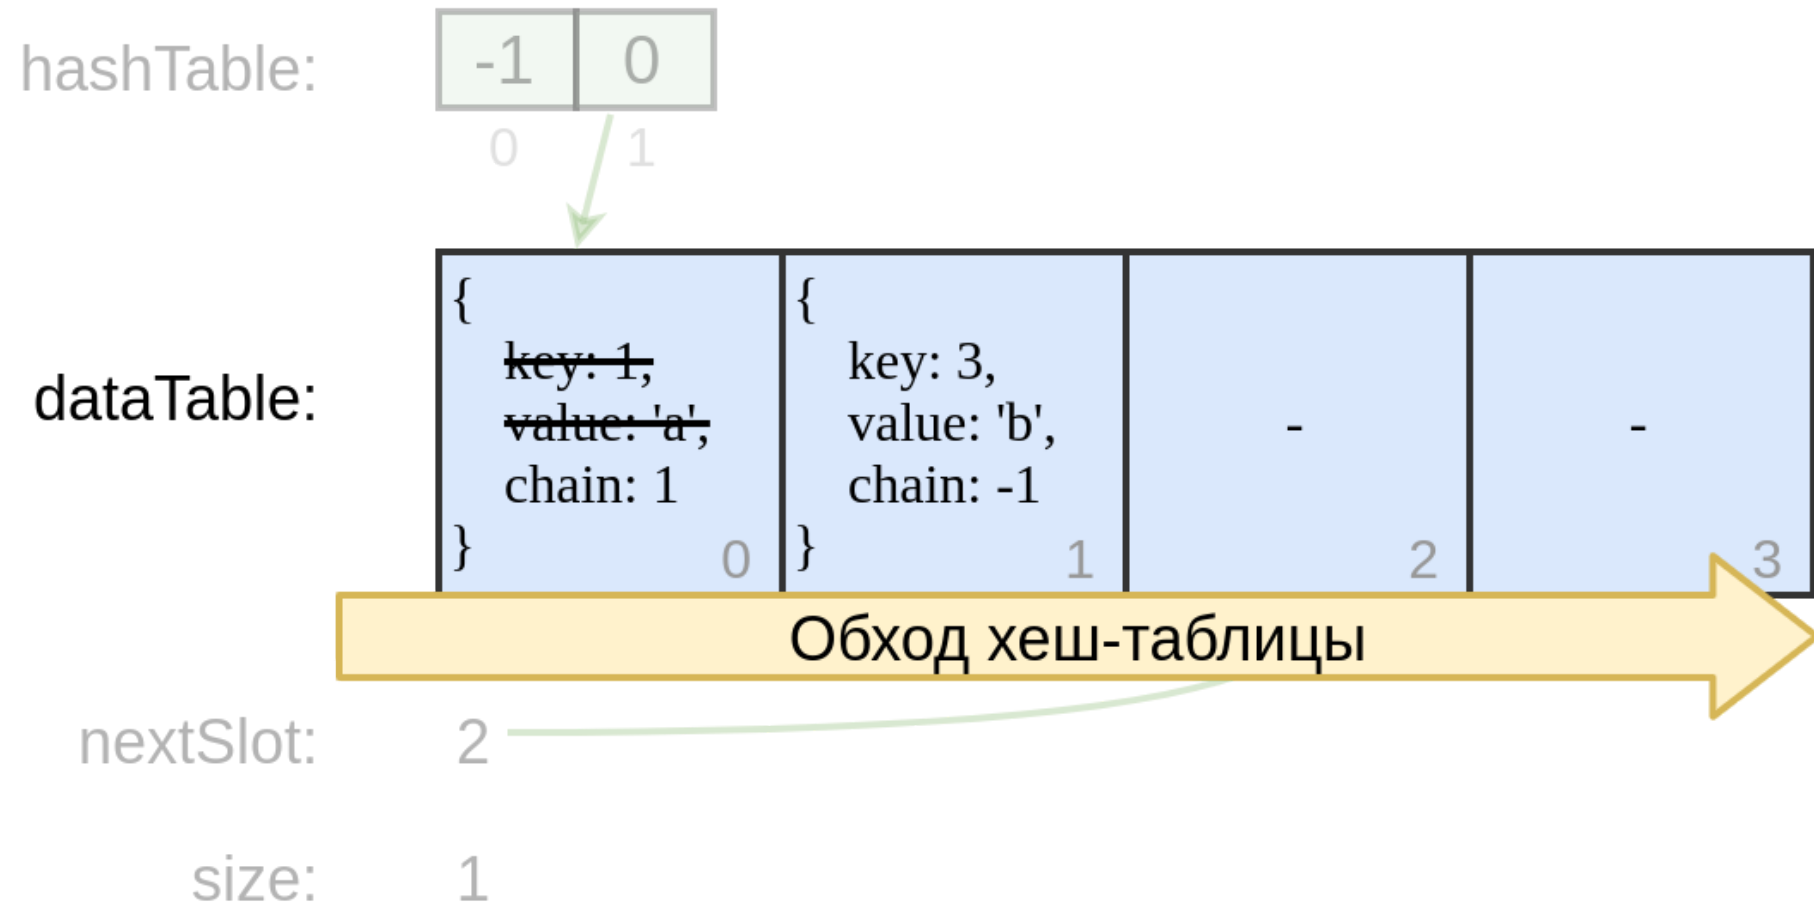 hashTable:
-1 0
0 1
dataTable:
{
key: 1,
value: 'a',
chain: 1
}
0
{
key: 3,
value: 'b',
chain: -1
}
1
-
2
-
3
Обход хеш-таблицы
nextSlot: 2
size: 1